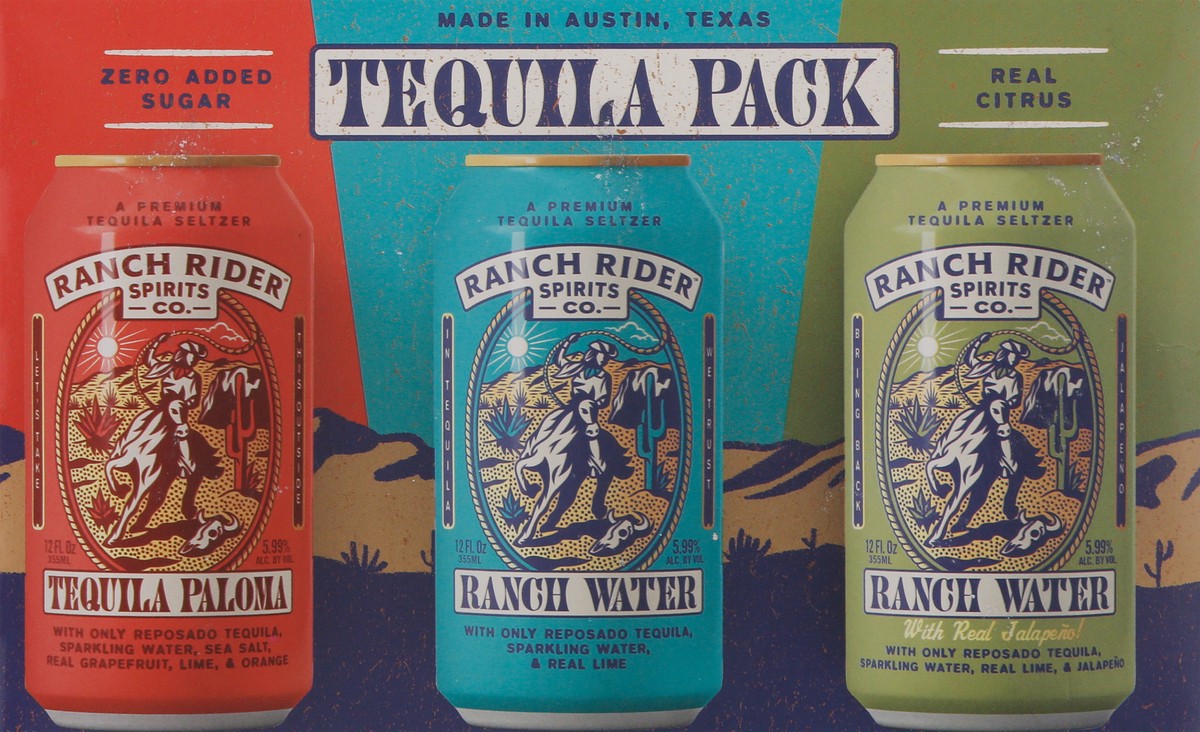 MADE IN AUSTIN, TEXAS
TEQUILA PACK
ZERO ADDED
SUGAR
REAL
CITRUS
A PREMIUM
TEQUILA SELTZER
RANCH RIDER™
SPIRITS
CO.
LET'S TAKE
THIS OUTSIDE
12 FL. Oz
355ML
5.99%
ALC. BY VOL.
TEQUILA PALOMA
WITH ONLY REPOSADO TEQUILA,
SPARKLING WATER, SEA SALT,
REAL GRAPEFRUIT, LIME, & ORANGE
A PREMIUM
TEQUILA SELTZER
RANCH RIDER™
SPIRITS
CO.
IN TEQUILA
WE TRUST
12 FL. Oz
355ML
5.99%
ALC. BY VOL.
RANCH WATER
WITH ONLY REPOSADO TEQUILA,
SPARKLING WATER,
& REAL LIME
A PREMIUM
TEQUILA SELTZER
RANCH RIDER™
SPIRITS
CO.
BRING BACK
JALAPEÑO
12 FL. Oz
355ML
5.99%
ALC. BY VOL.
RANCH WATER
With Real Jalapeño!
WITH ONLY REPOSADO TEQUILA,
SPARKLING WATER, REAL LIME, & JALAPEÑO